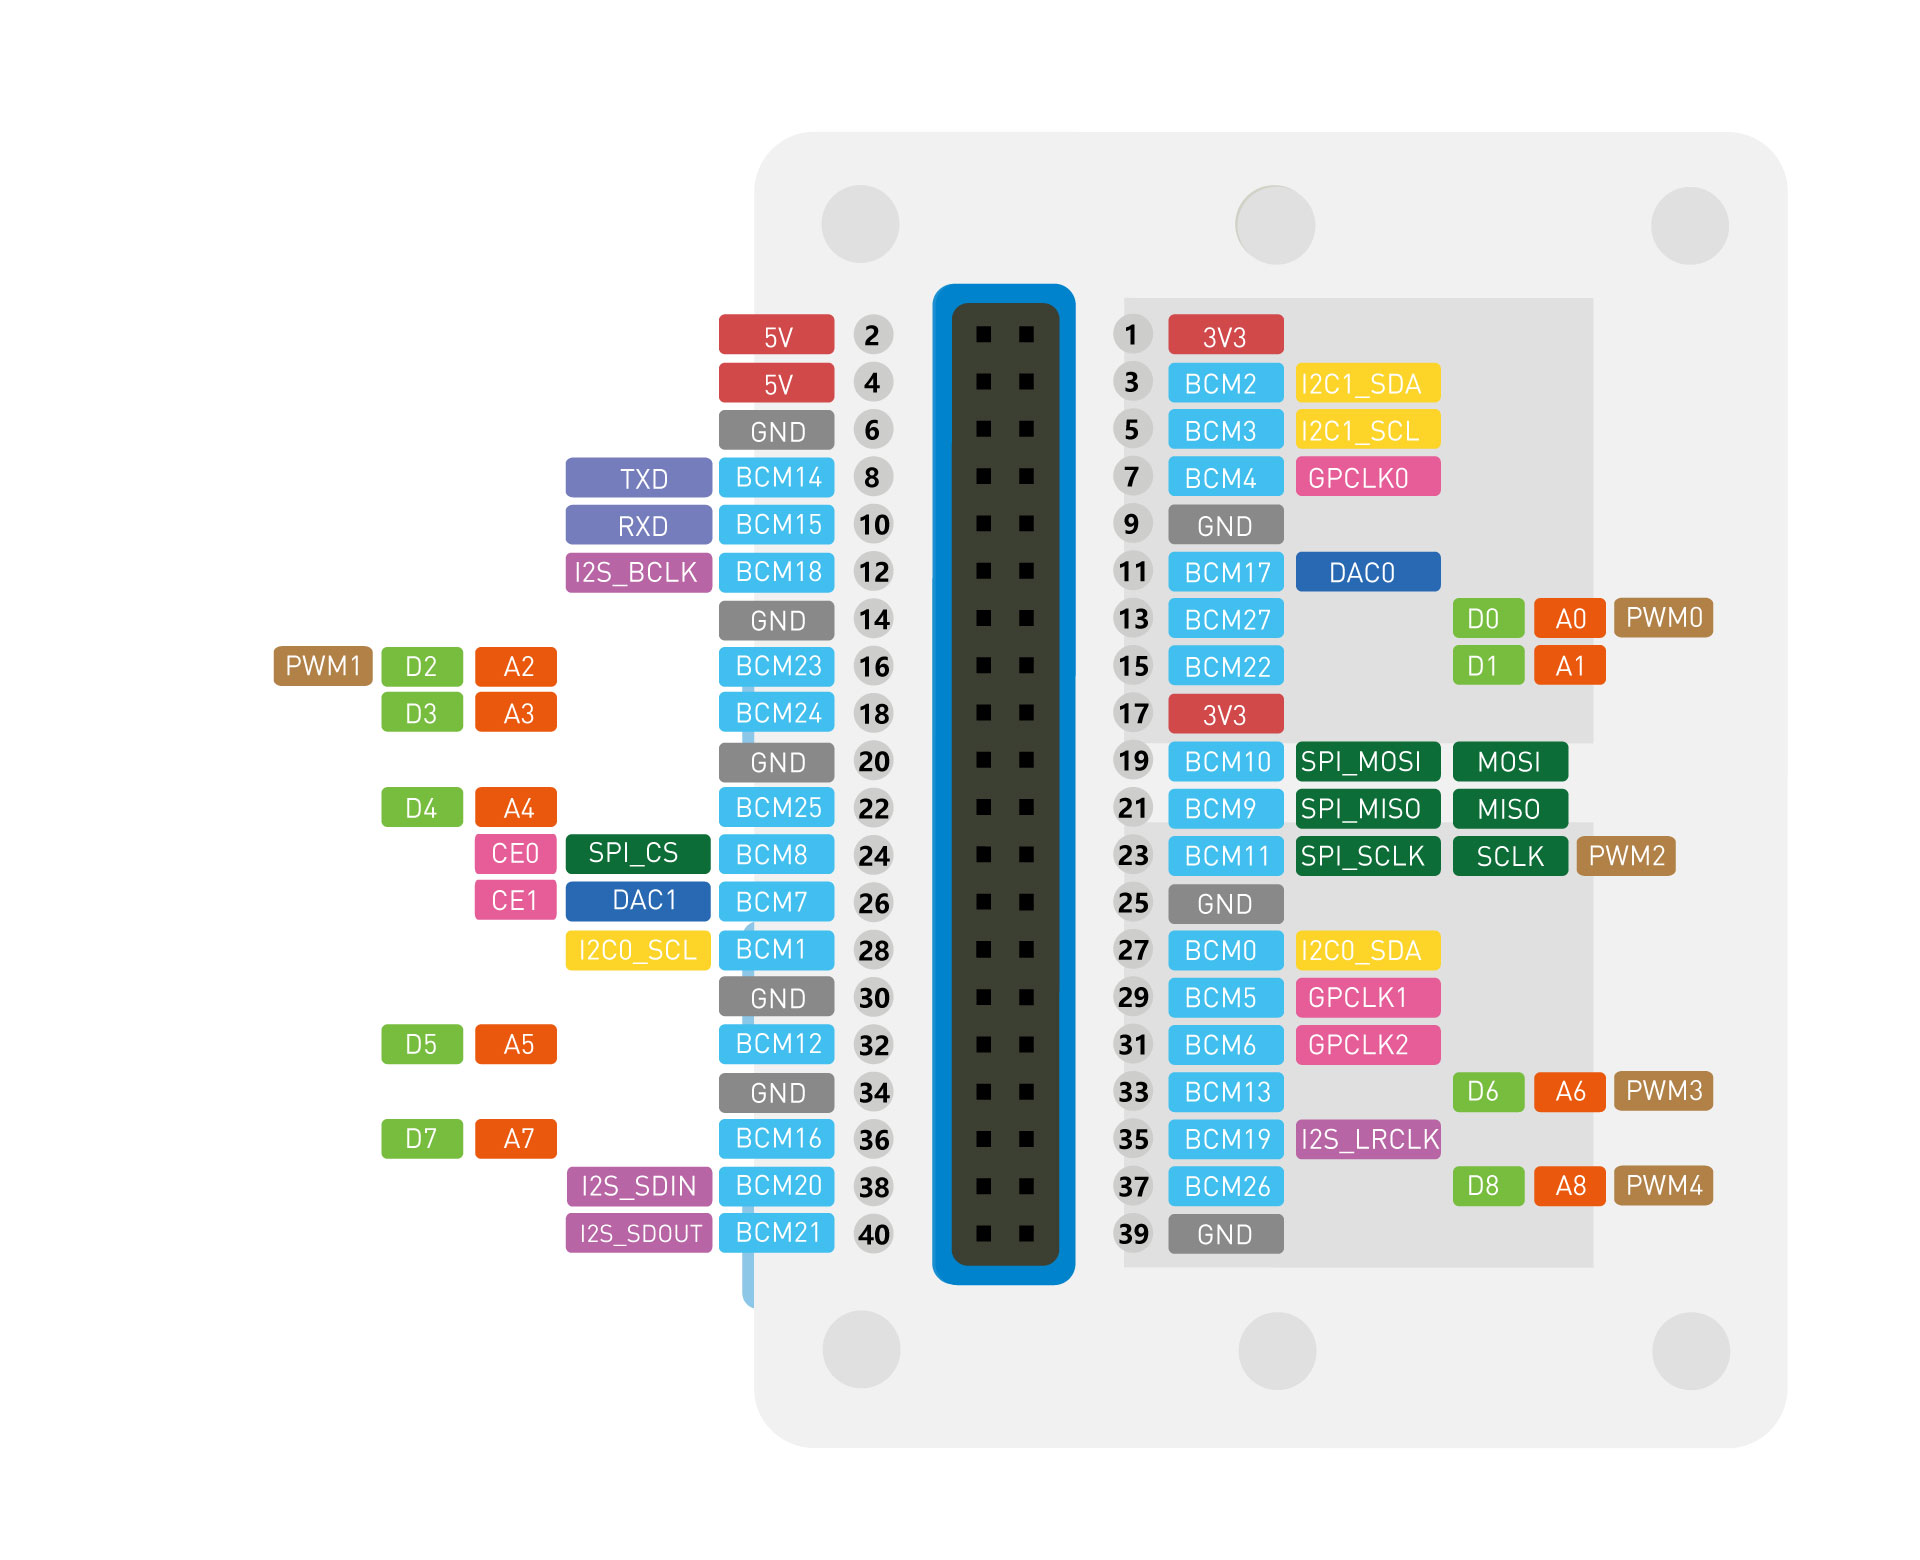 5V 2 1 3V3
5V 4 3 BCM2 I2C1_SDA
GND 6 5 BCM3 I2C1_SCL
TXD BCM14 8 7 BCM4 GPCLK0
RXD BCM15 10 9 GND
I2S_BCLK BCM18 12 11 BCM17 DAC0
GND 14 13 BCM27 D0 A0 PWM0
PWM1 D2 A2 BCM23 16 15 BCM22 D1 A1
D3 A3 BCM24 18 17 3V3
GND 20 19 BCM10 SPI_MOSI MOSI
D4 A4 BCM25 22 21 BCM9 SPI_MISO MISO
CE0 SPI_CS BCM8 24 23 BCM11 SPI_SCLK SCLK PWM2
CE1 DAC1 BCM7 26 25 GND
I2C0_SCL BCM1 28 27 BCM0 I2C0_SDA
GND 30 29 BCM5 GPCLK1
D5 A5 BCM12 32 31 BCM6 GPCLK2
GND 34 33 BCM13 D6 A6 PWM3
D7 A7 BCM16 36 35 BCM19 I2S_LRCLK
I2S_SDIN BCM20 38 37 BCM26 D8 A8 PWM4
I2S_SDOUT BCM21 40 39 GND